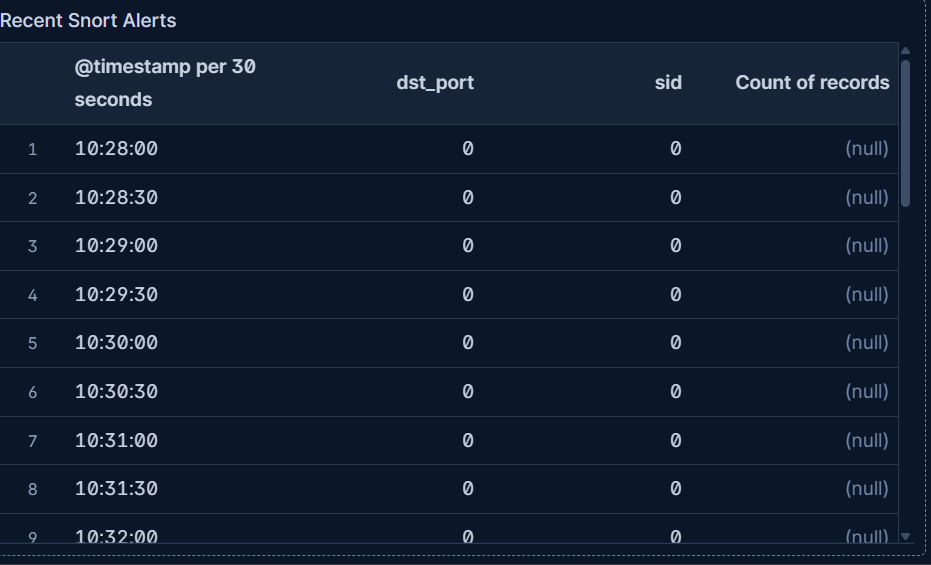 Recent Snort Alerts
@timestamp per 30 seconds dst_port sid Count of records
1 10:28:00 0 0 (null)
2 10:28:30 0 0 (null)
3 10:29:00 0 0 (null)
4 10:29:30 0 0 (null)
5 10:30:00 0 0 (null)
6 10:30:30 0 0 (null)
7 10:31:00 0 0 (null)
8 10:31:30 0 0 (null)
9 10:32:00 0 0 (null)